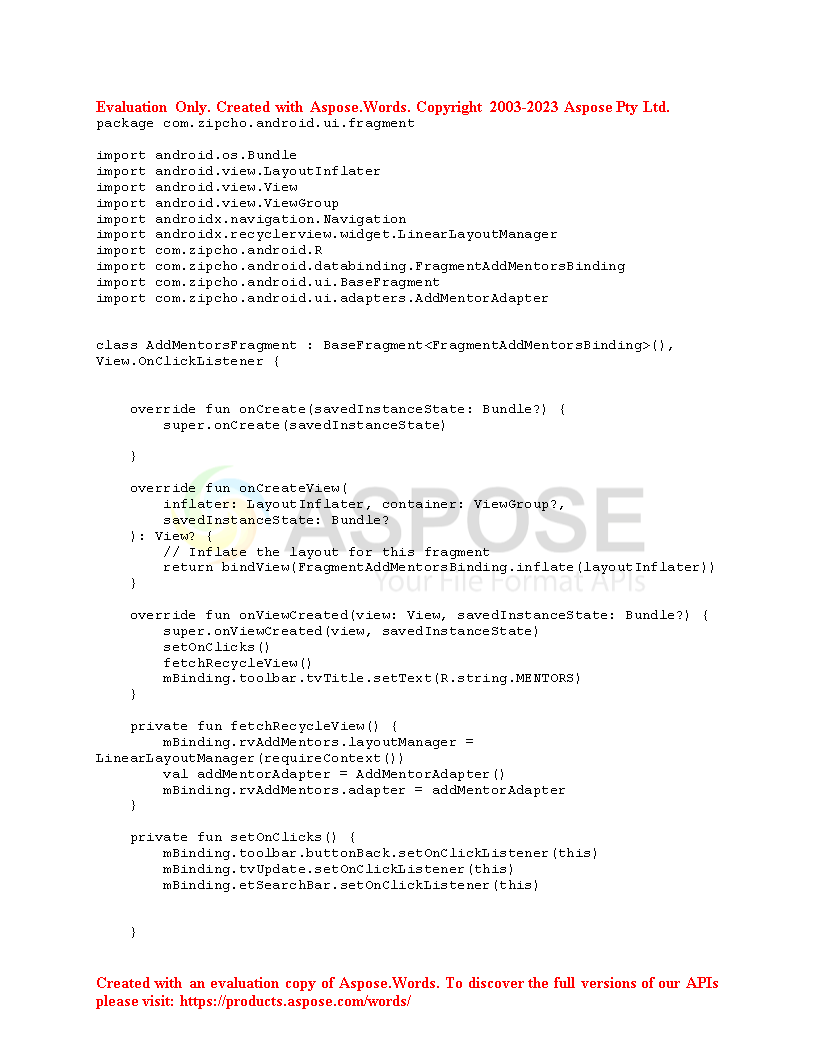 Evaluation Only. Created with Aspose.Words. Copyright 2003-2023 Aspose Pty Ltd.
package com.zipcho.android.ui.fragment

import android.os.Bundle
import android.view.LayoutInflater
import android.view.View
import android.view.ViewGroup
import androidx.navigation.Navigation
import androidx.recyclerview.widget.LinearLayoutManager
import com.zipcho.android.R
import com.zipcho.android.databinding.FragmentAddMentorsBinding
import com.zipcho.android.ui.BaseFragment
import com.zipcho.android.ui.adapters.AddMentorAdapter


class AddMentorsFragment : BaseFragment<FragmentAddMentorsBinding>(),
View.OnClickListener {


    override fun onCreate(savedInstanceState: Bundle?) {
        super.onCreate(savedInstanceState)

    }

    override fun onCreateView(
        inflater: LayoutInflater, container: ViewGroup?,
        savedInstanceState: Bundle?
    ): View? {
        // Inflate the layout for this fragment
        return bindView(FragmentAddMentorsBinding.inflate(layoutInflater))
    }

    override fun onViewCreated(view: View, savedInstanceState: Bundle?) {
        super.onViewCreated(view, savedInstanceState)
        setOnClicks()
        fetchRecycleView()
        mBinding.toolbar.tvTitle.setText(R.string.MENTORS)
    }

    private fun fetchRecycleView() {
        mBinding.rvAddMentors.layoutManager =
LinearLayoutManager(requireContext())
        val addMentorAdapter = AddMentorAdapter()
        mBinding.rvAddMentors.adapter = addMentorAdapter
    }

    private fun setOnClicks() {
        mBinding.toolbar.buttonBack.setOnClickListener(this)
        mBinding.tvUpdate.setOnClickListener(this)
        mBinding.etSearchBar.setOnClickListener(this)


    }

ASPOSE
Your File Format APIs
Created with an evaluation copy of Aspose.Words. To discover the full versions of our APIs
please visit: https://products.aspose.com/words/